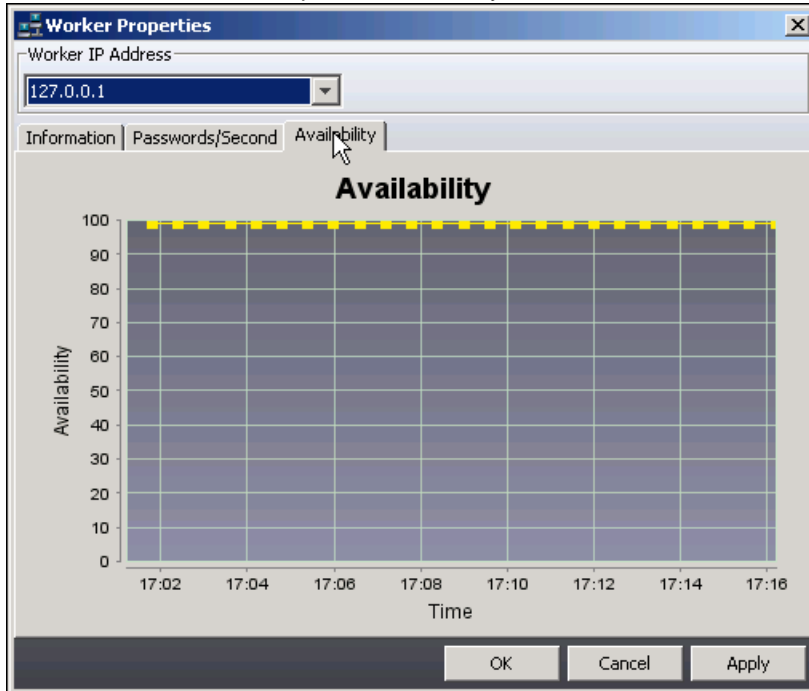 Worker Properties
Worker IP Address
127.0.0.1
Information Passwords/Second Availability
Availability
100
90
80
70
60
50
40
30
20
10
0
Availability
17:02 17:04 17:06 17:08 17:10 17:12 17:14 17:16
Time
OK Cancel Apply